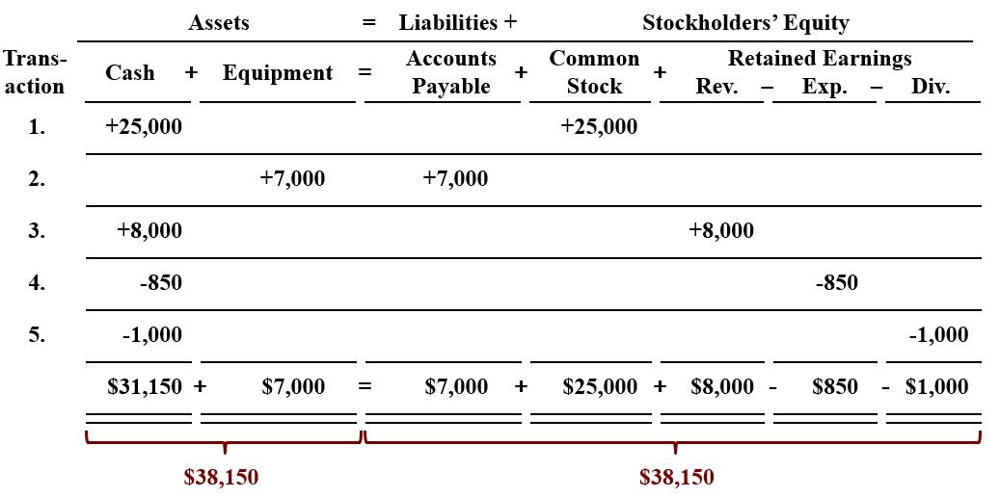 Assets = Liabilities + Stockholders’ Equity
Trans-
action
Cash + Equipment = Accounts Payable + Common Stock + Retained Earnings
Rev. – Exp. – Div.
1. +25,000 +25,000
2. +7,000 +7,000
3. +8,000 +8,000
4. -850 -850
5. -1,000 -1,000
$31,150 + $7,000 = $7,000 + $25,000 + $8,000 - $850 - $1,000
$38,150 $38,150